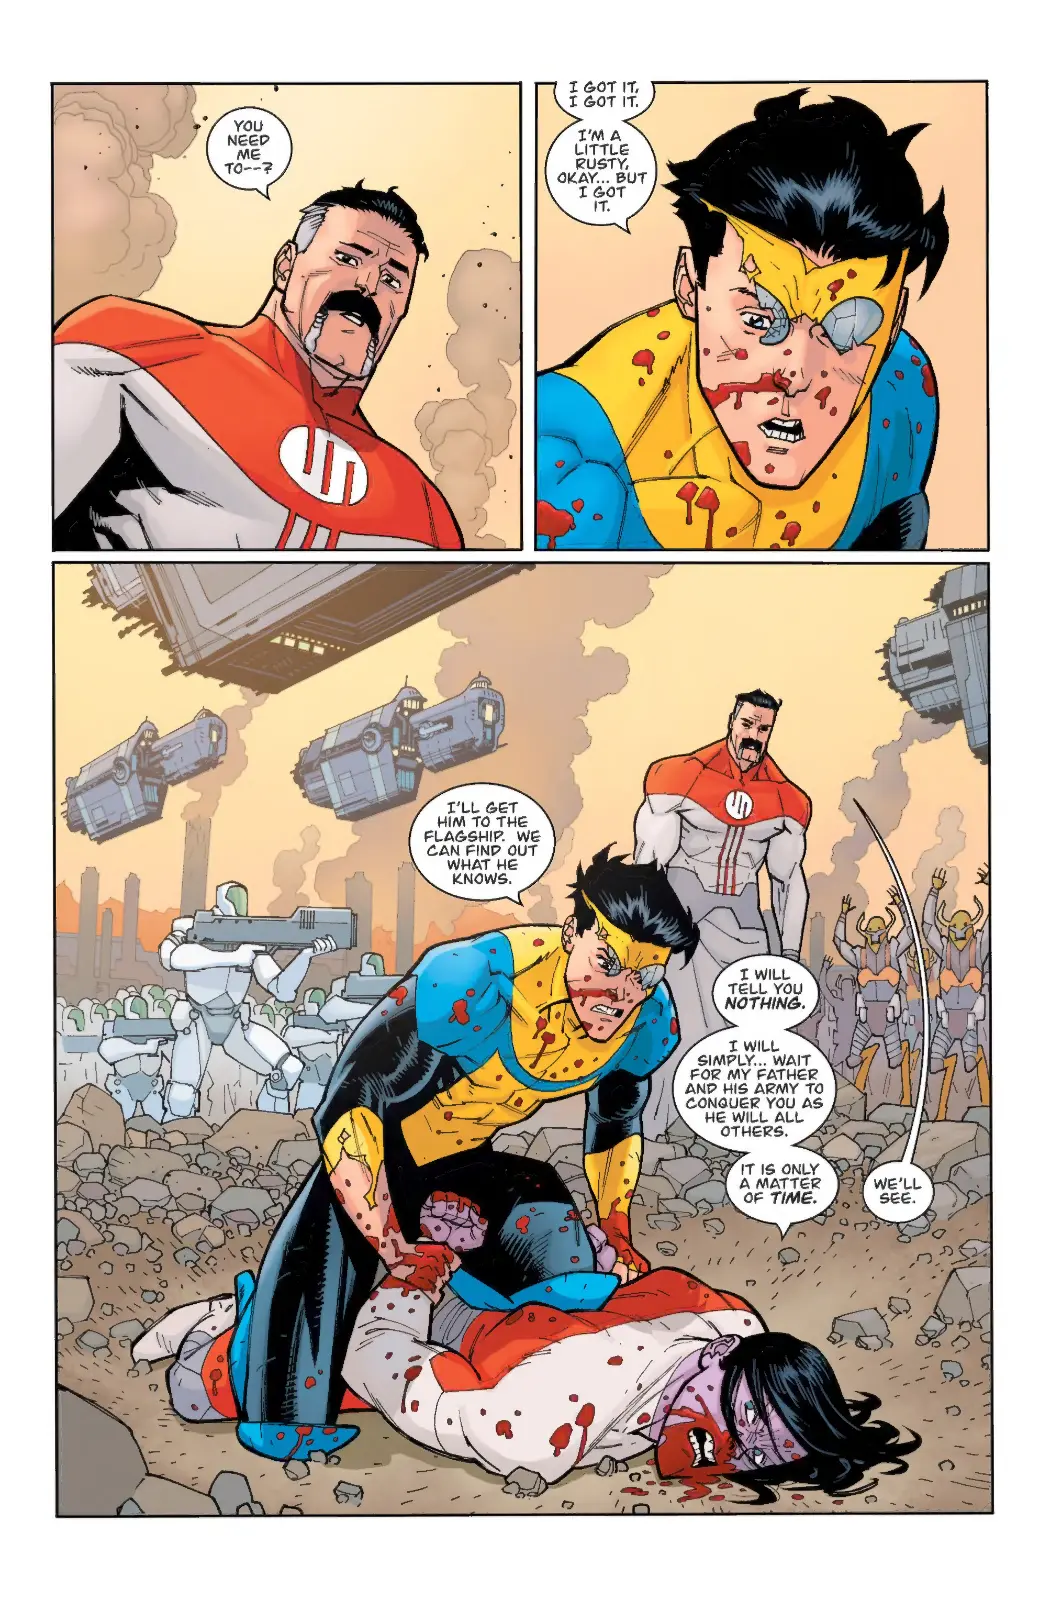 YOU
NEED
ME
TO--?
I GOT IT,
I GOT IT.
I'M A
LITTLE
RUSTY,
OKAY... BUT
I GOT
IT.
I'LL GET
HIM TO THE
FLAGSHIP. WE
CAN FIND OUT
WHAT HE
KNOWS.
I WILL
TELL YOU
NOTHING.
I WILL
SIMPLY... WAIT
FOR MY FATHER
AND HIS ARMY TO
CONQUER YOU AS
HE WILL ALL
OTHERS.
IT IS ONLY
A MATTER
OF TIME.
WE'LL
SEE.